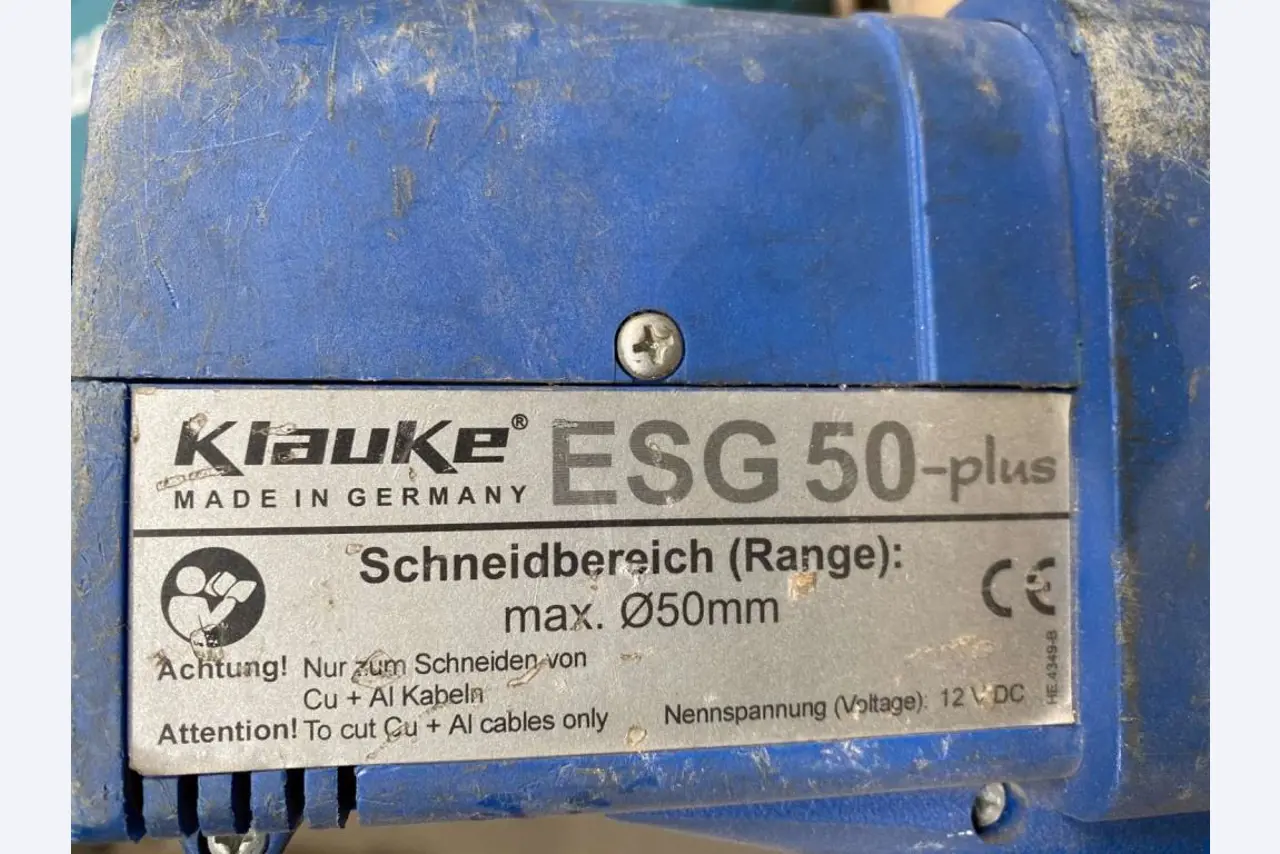 Klauke®
MADE IN GERMANY
ESG 50-plus
Schneidbereich (Range):
max. Ø50mm
CE
Achtung! Nur zum Schneiden von
Cu + Al Kabeln
Attention! To cut Cu + Al cables only
Nennspannung (Voltage): 12 V DC
HE.4349-B